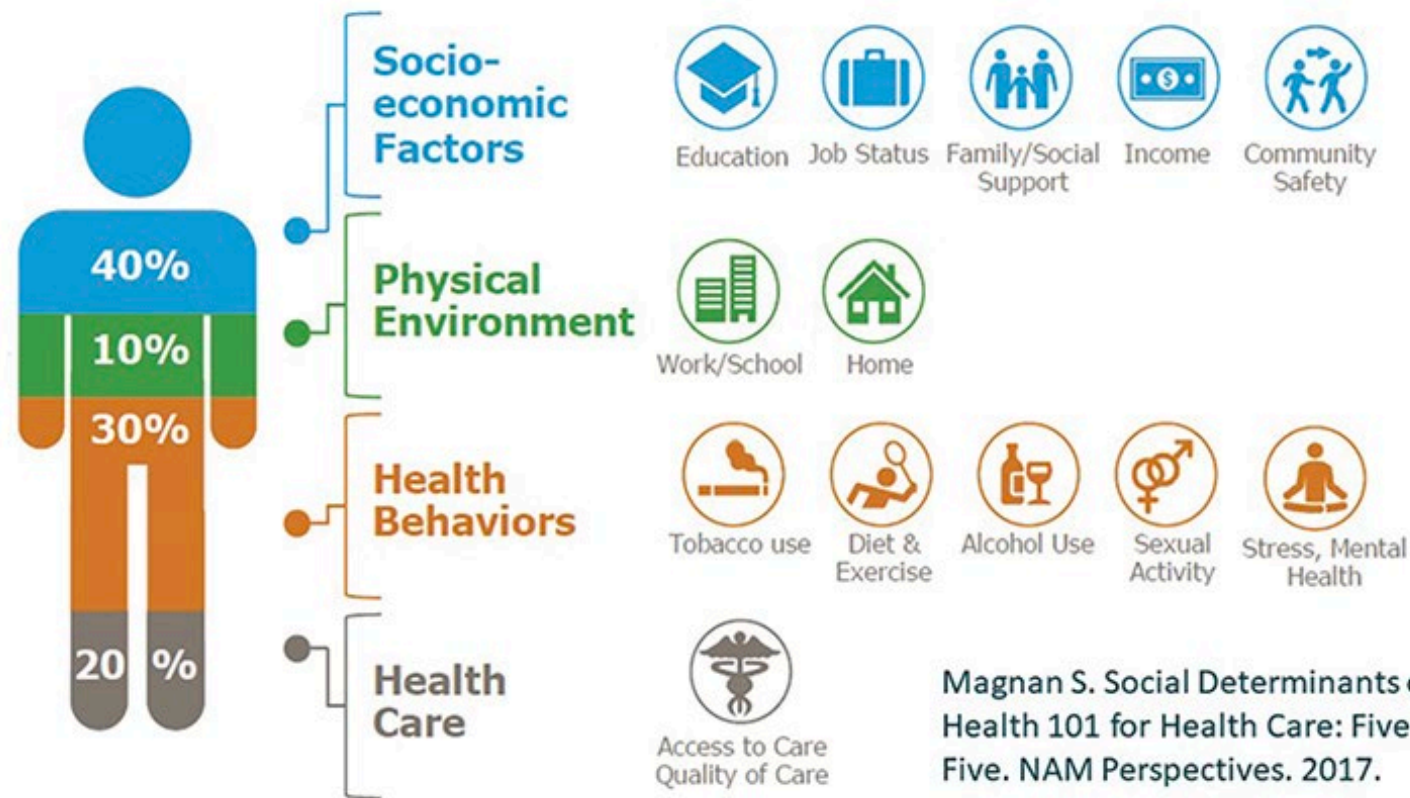 Socio-
economic
Factors
Education
Job Status
Family/Social
Support
Income
Community
Safety
40%
Physical
Environment
10%
Work/School
Home
30%
Health
Behaviors
Tobacco use
Diet &
Exercise
Alcohol Use
Sexual
Activity
Stress, Mental
Health
20 %
Health
Care
Access to Care
Quality of Care
Magnan S. Social Determinants
Health 101 for Health Care: Five
Five. NAM Perspectives. 2017.